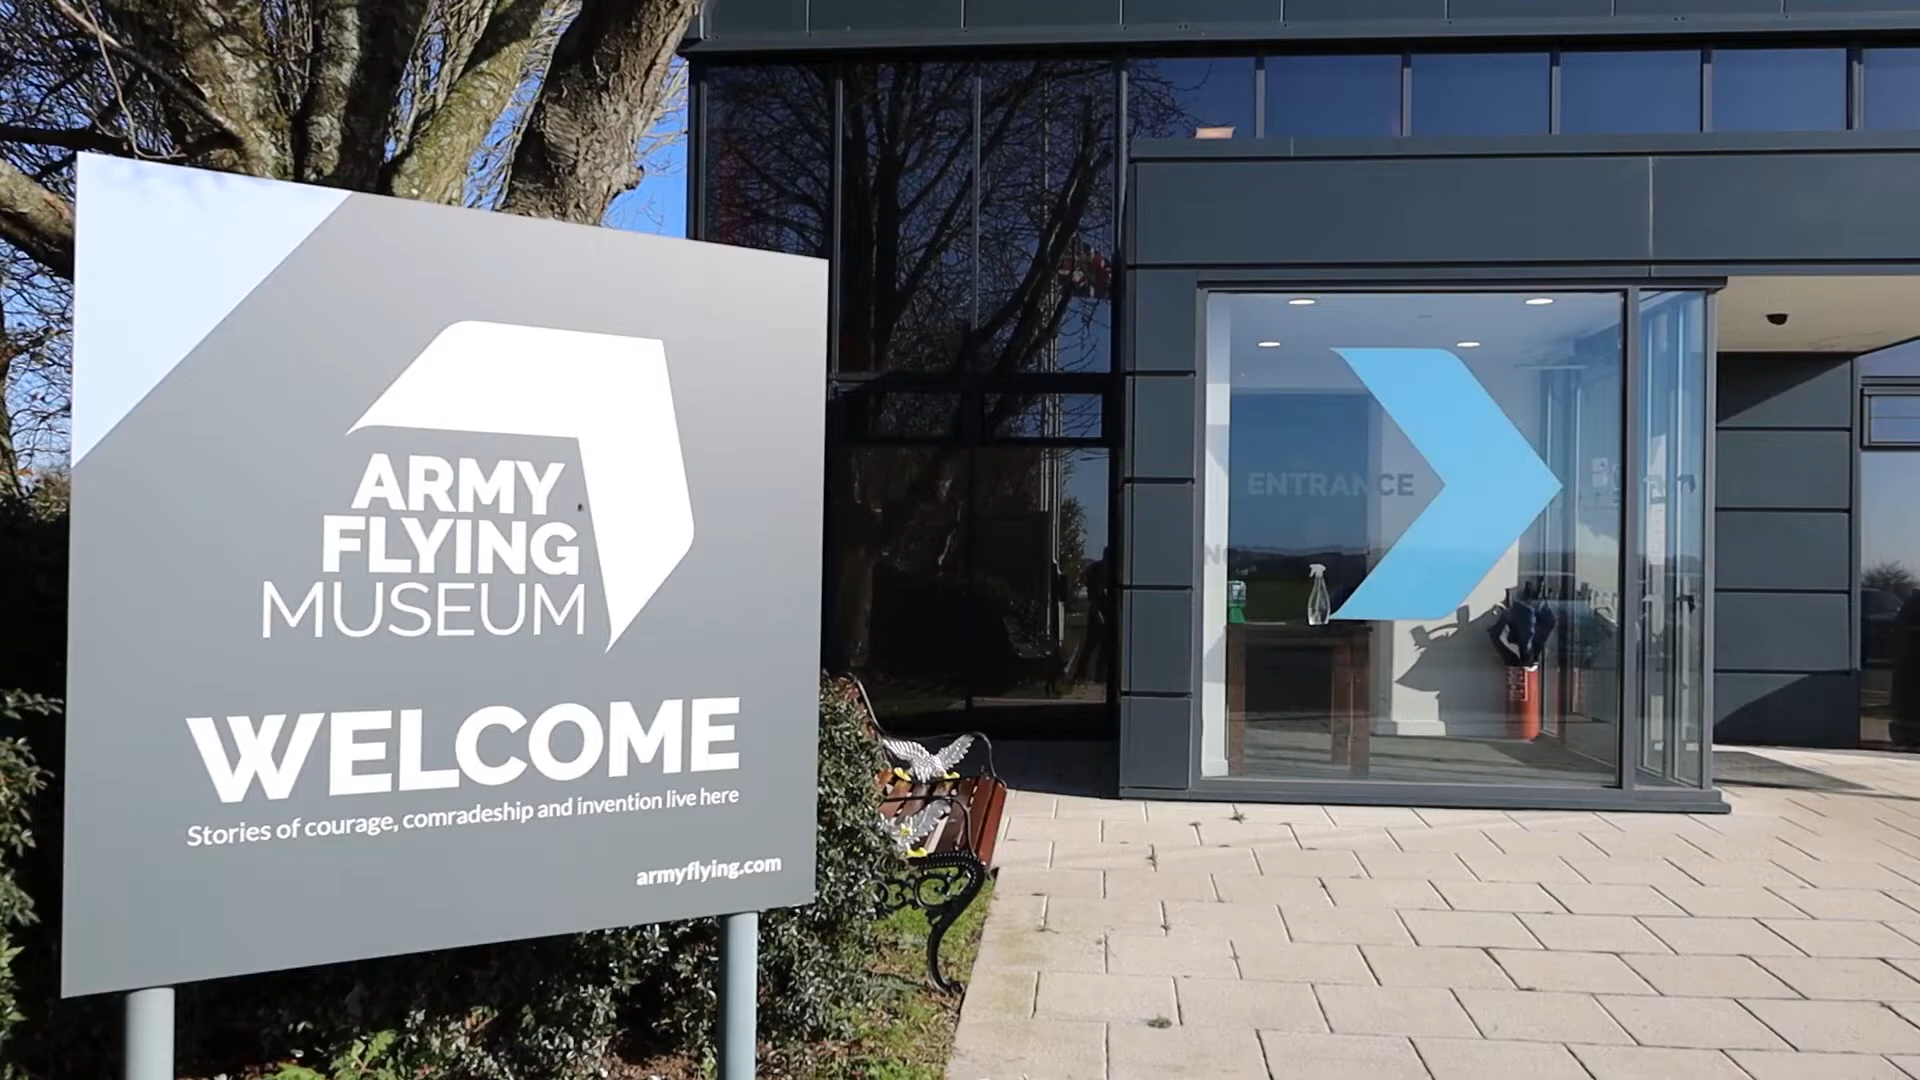 ARMY
FLYING
MUSEUM
WELCOME
Stories of courage, comradeship and invention live here
armyflying.com
ENTRANCE